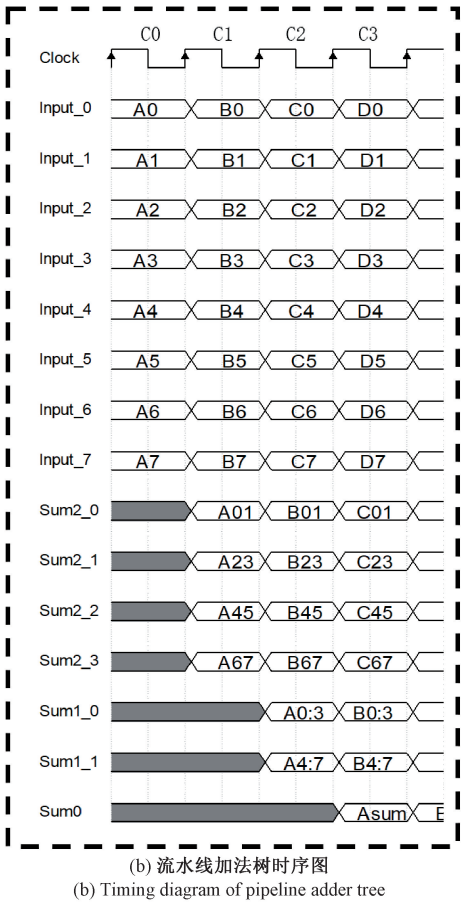 C0 C1 C2 C3
Clock
Input_0 A0 B0 C0 D0
Input_1 A1 B1 C1 D1
Input_2 A2 B2 C2 D2
Input_3 A3 B3 C3 D3
Input_4 A4 B4 C4 D4
Input_5 A5 B5 C5 D5
Input_6 A6 B6 C6 D6
Input_7 A7 B7 C7 D7
Sum2_0 A01 B01 C01
Sum2_1 A23 B23 C23
Sum2_2 A45 B45 C45
Sum2_3 A67 B67 C67
Sum1_0 A0:3 B0:3
Sum1_1 A4:7 B4:7
Sum0 Asum
(b) 流水线加法树时序图
(b) Timing diagram of pipeline adder tree